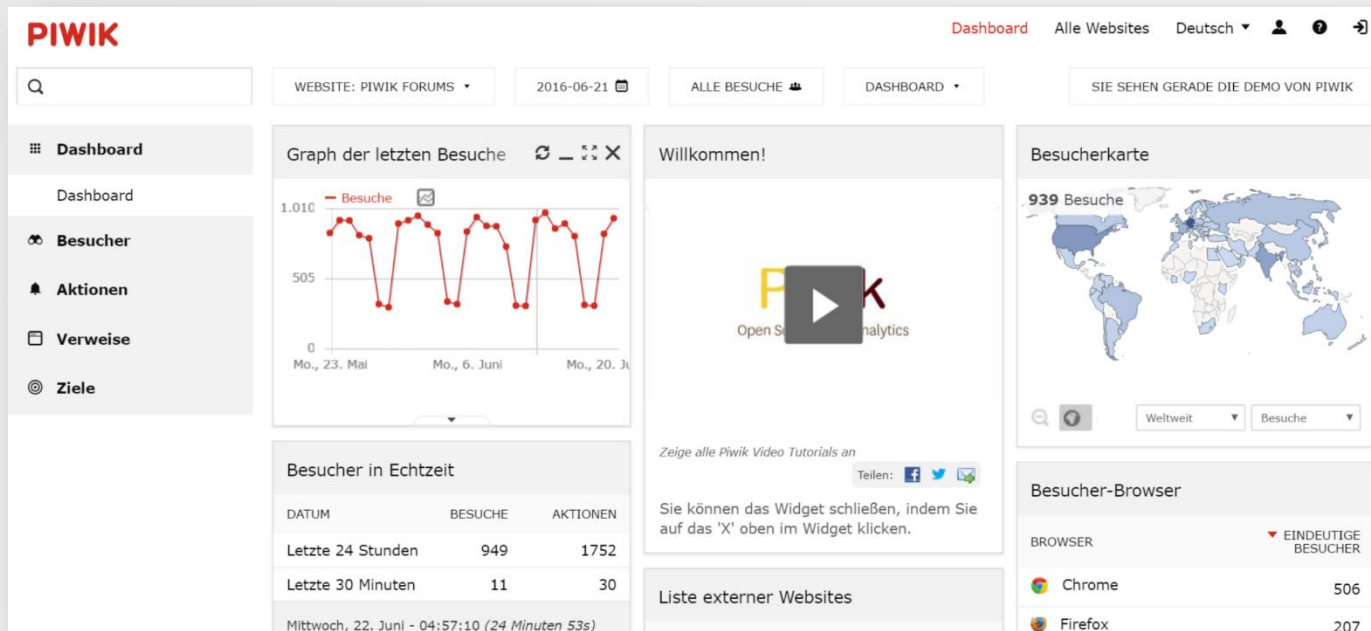 PIWIK
Dashboard Alle Websites Deutsch
WEBSITE: PIWIK FORUMS 2016-06-21 ALLE BESUCHE DASHBOARD SIE SEHEN GERADE DIE DEMO VON PIWIK
Dashboard
Dashboard
Besucher
Aktionen
Verweise
Ziele
Graph der letzten Besuche
Besuche
1.010
505
0
Mo., 23. Mai Mo., 6. Juni Mo., 20.
Besucher in Echtzeit
DATUM BESUCHE AKTIONEN
Letzte 24 Stunden 949 1752
Letzte 30 Minuten 11 30
Mittwoch, 22. Juni - 04:57:10 (24 Minuten 53s)
Willkommen!
Open
Zeige alle Piwik Video Tutorials an
Teilen:
Sie können das Widget schließen, indem Sie
auf das 'X' oben im Widget klicken.
Liste externer Websites
Besucherkarte
939 Besuche
Weltweit Besuche
Besucher-Browser
BROWSER EINDEUTIGE
BESUCHER
Chrome 506
Firefox 207